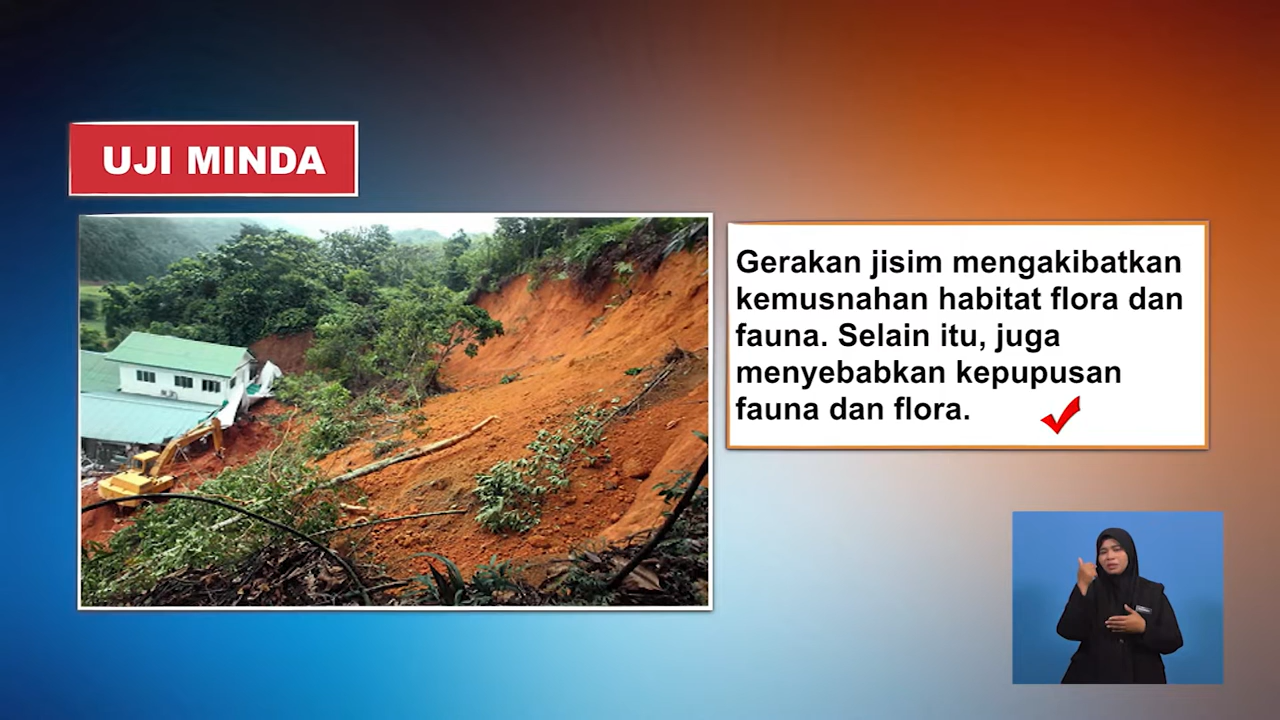 UJI MINDA
Gerakan jisim mengakibatkan
kemusnahan habitat flora dan
fauna. Selain itu, juga
menyebabkan kepupusan
fauna dan flora.